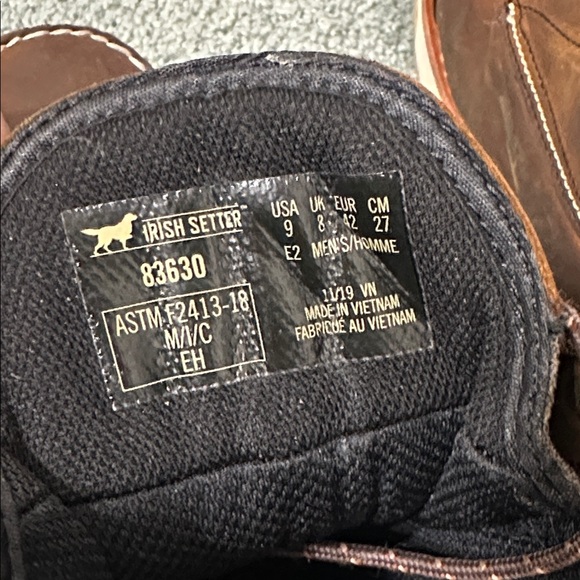 IRISH SETTER™
83630
ASTM F2413-18
M/I/C
EH
USA UK EUR CM
9 8 42 27
E2 MEN'S/HOMME
11/19 VN
MADE IN VIETNAM
FABRIQUÉ AU VIETNAM